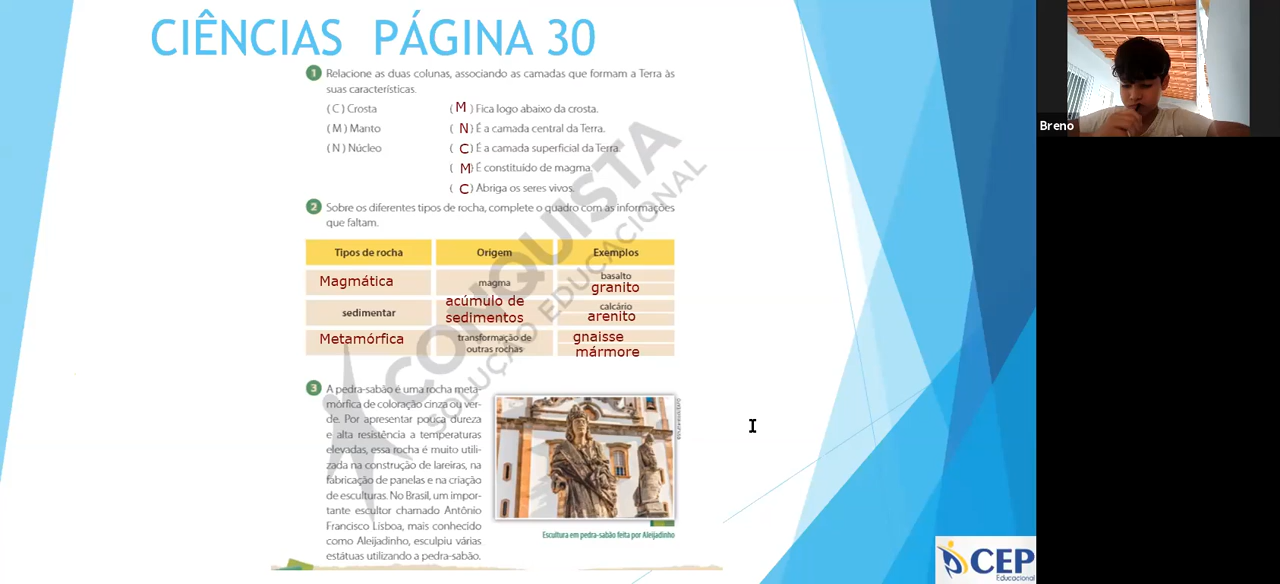 CIÊNCIAS PÁGINA 30
1 Relacione as duas colunas, associando as camadas que formam a Terra às
suas características.
( C ) Crosta ( M ) Fica logo abaixo da crosta.
( M ) Manto ( N ) É a camada central da Terra.
( N ) Núcleo ( C ) É a camada superficial da Terra.
( M ) É constituído de magma.
( C ) Abriga os seres vivos.
2 Sobre os diferentes tipos de rocha, complete o quadro com as informações
que faltam.
Tipos de rocha Origem Exemplos
Magmática magma basalto
granito
sedimentar acúmulo de sedimentos calcário
arenito
Metamórfica transformação de outras rochas gnaisse
mármore
3 A pedra-sabão é uma rocha meta-
mórfica de coloração cinza ou ver-
de. Por apresentar pouca dureza
e alta resistência a temperaturas
elevadas, essa rocha é muito utili-
zada na construção de lareiras, na
fabricação de panelas e na criação
de esculturas. No Brasil, um impor-
tante escultor chamado Antônio
Francisco Lisboa, mais conhecido
como Aleijadinho, esculpiu várias
estátuas utilizando a pedra-sabão.
Escultura em pedra-sabão feita por Aleijadinho
CONQUISTA
SOLUÇÃO EDUCACIONAL
Breno
CEP
Educacional